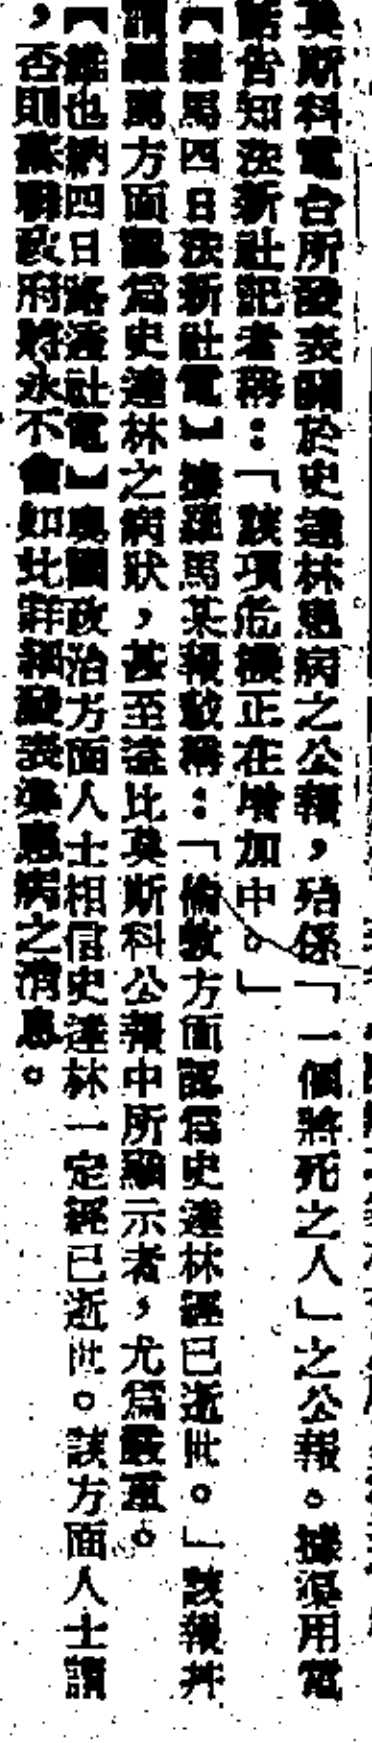 莫斯科電台所發表關於史達林患病之公報，殆係「一個將死之人」之公報。據渠用電
話告知法新社記者稱：「該項危機正在增加中。」
【羅馬四日法新社電】據羅馬某報載稱：「倫敦方面認爲史達林經已逝世。」該報幷
謂羅馬方面認爲史達林之病狀，甚至遠比莫斯科公報中所顯示者，尤爲嚴重。
【維也納四日路透社電】奧國政治方面人士相信史達林一定經已逝世。該方面人士謂
，否則蘇聯政府將永不會如此詳細發表渠患病之消息。